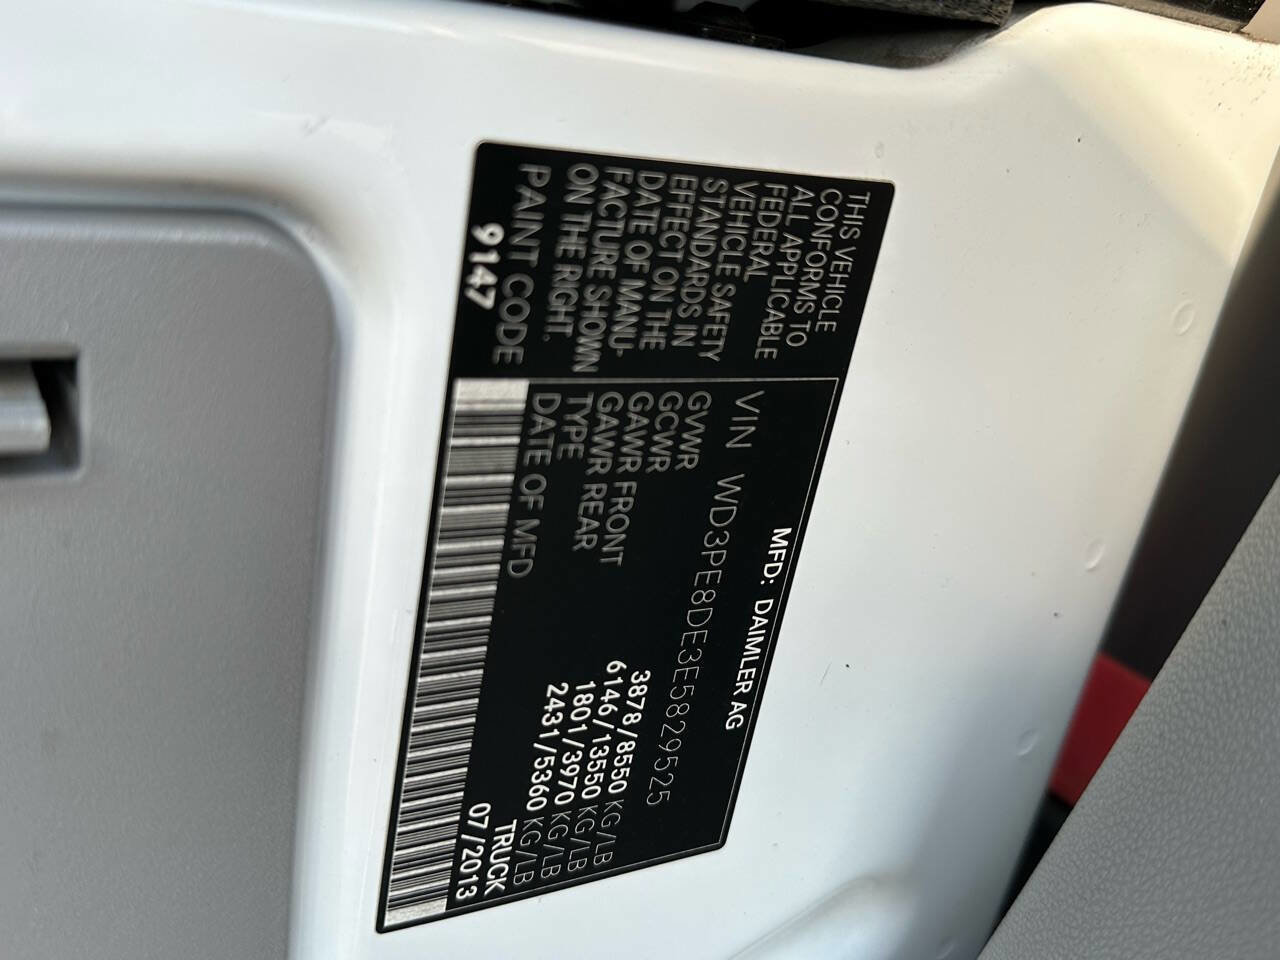 THIS VEHICLE
CONFORMS TO
ALL APPLICABLE
FEDERAL
VEHICLE
STANDARDS SAFETY
EFFECT ON IN
DATE OF MANU-
FACTURE SHOWN
ON THE RIGHT.
PAINT CODE
9147
MFD: DAIMLER AG
VIN WD3PE8DE3E5829525
GVWR 3878/8550 KG/LB
GCWR 6146/13550 KG/LB
GAWR FRONT 1801/3970 KG/LB
GAWR REAR 2431/5360 KG/LB
TYPE TRUCK
DATE OF MFD 07/2013